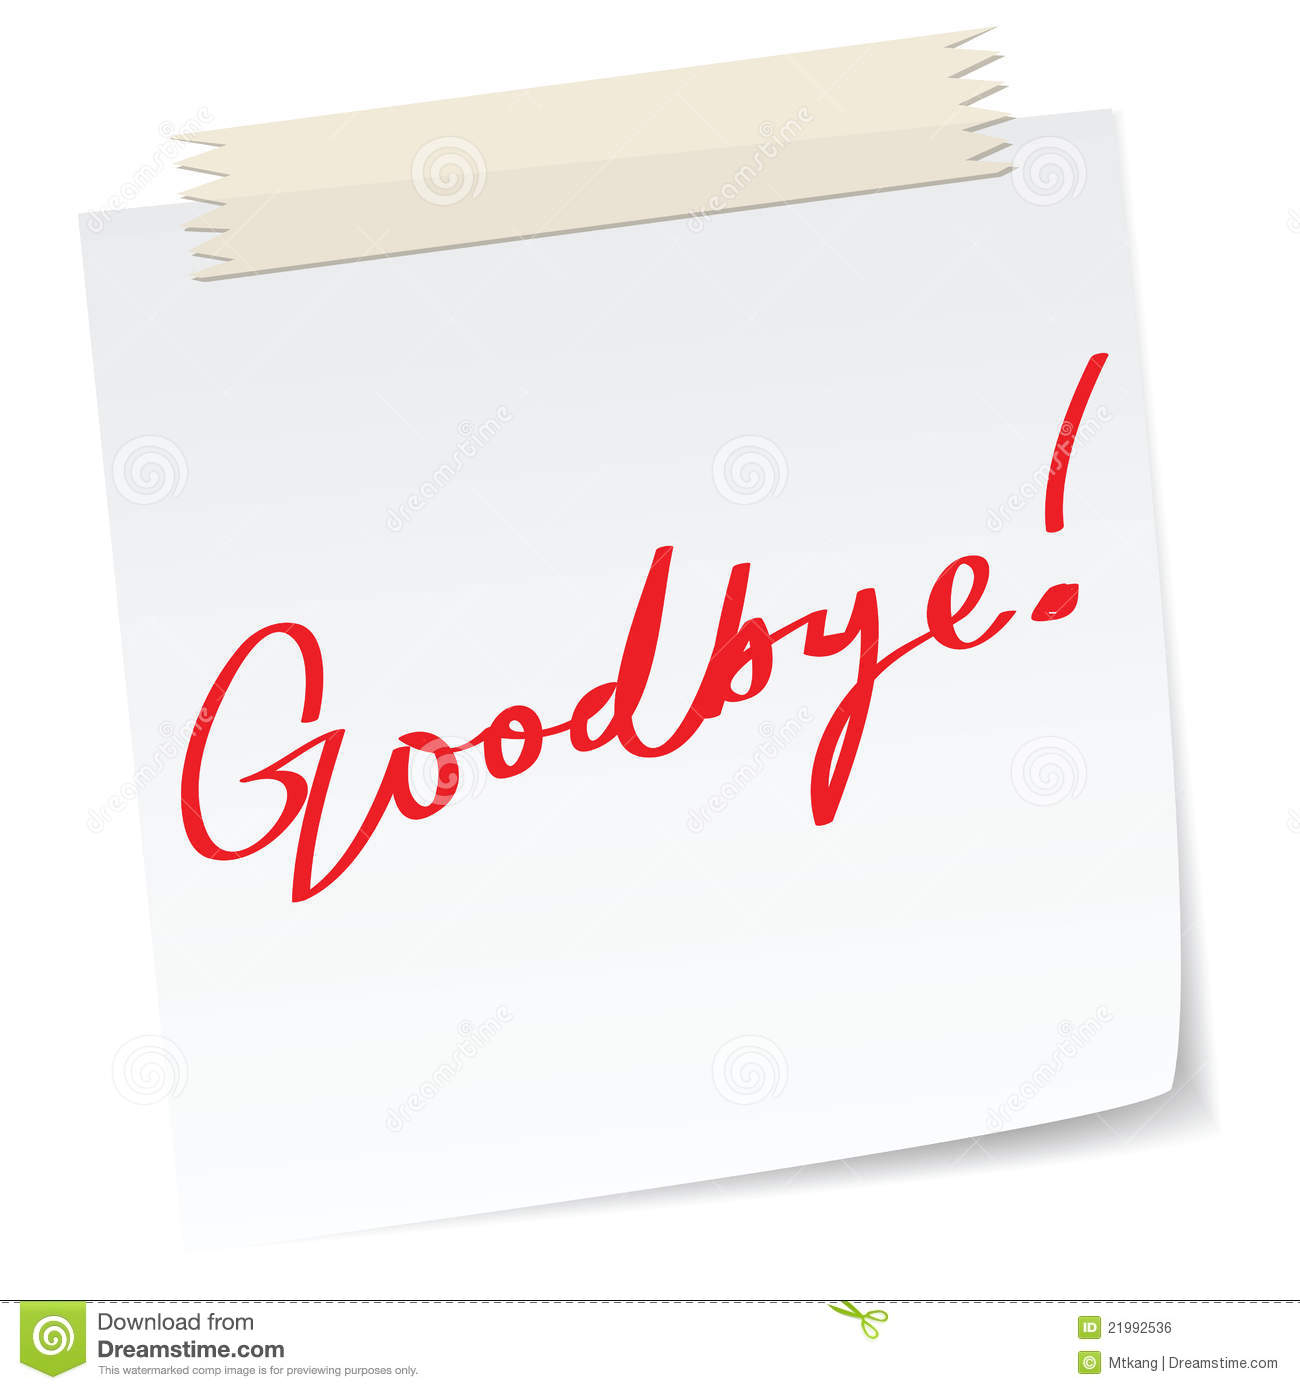 Goodbye!
Download from
Dreamstime.com
This watermarked comp image is for previewing purposes only.
ID 21992536
© Mtkang | Dreamstime.com